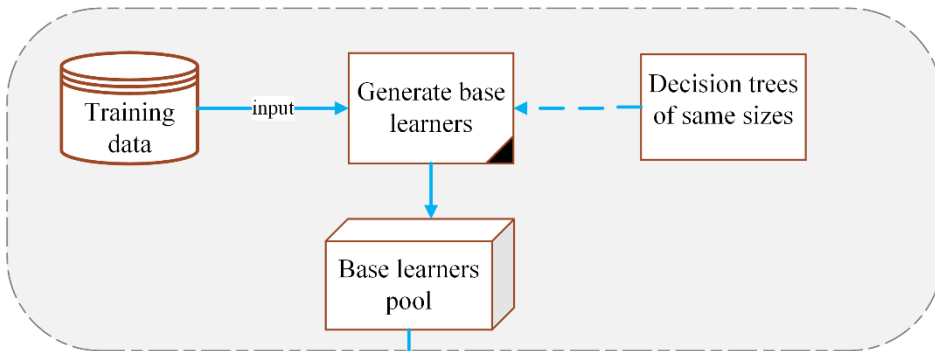 Training
data
input
Generate base
learners
Decision trees
of same sizes
Base learners
pool